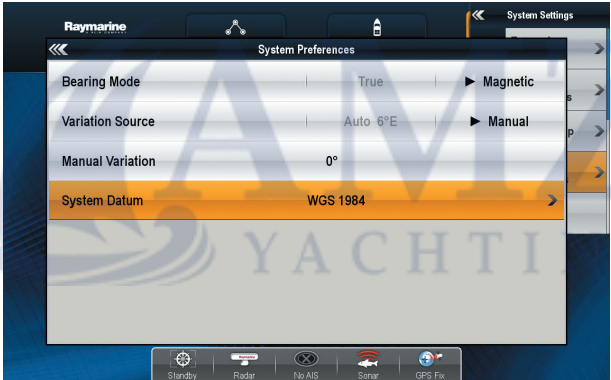 Raymarine
System Settings
System Preferences
Bearing Mode True ► Magnetic
Variation Source Auto 6°E ► Manual
s
p
Manual Variation 0°
System Datum WGS 1984
AMZ
YACHTI
Standby Radar No AIS Sonar GPS Fix